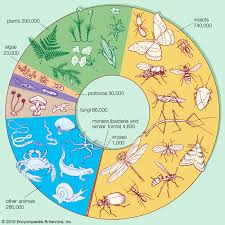 plants 290,000
insects
740,000
algae
23,000
protozoa 30,000
fungi 66,000
monera (bacteria and
similar forms) 4,800
viruses
1,000
other animals
280,000
© 2010 Encyclopædia Britannica, Inc.